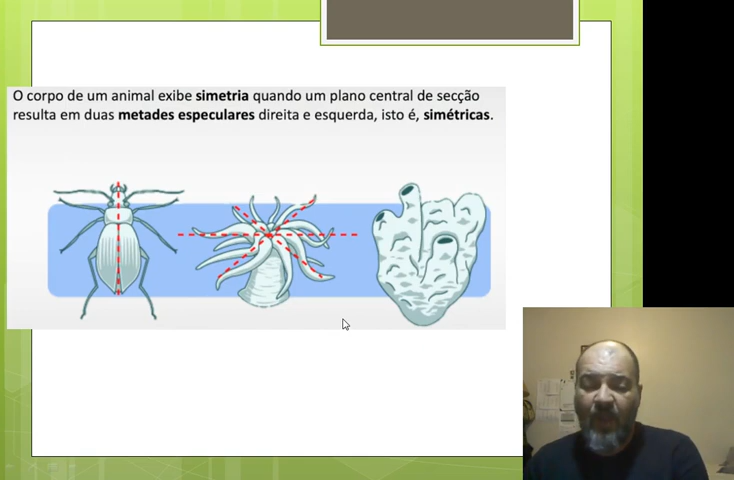 O corpo de um animal exibe simetria quando um plano central de secção
resulta em duas metades especulares direita e esquerda, isto é, simétricas.